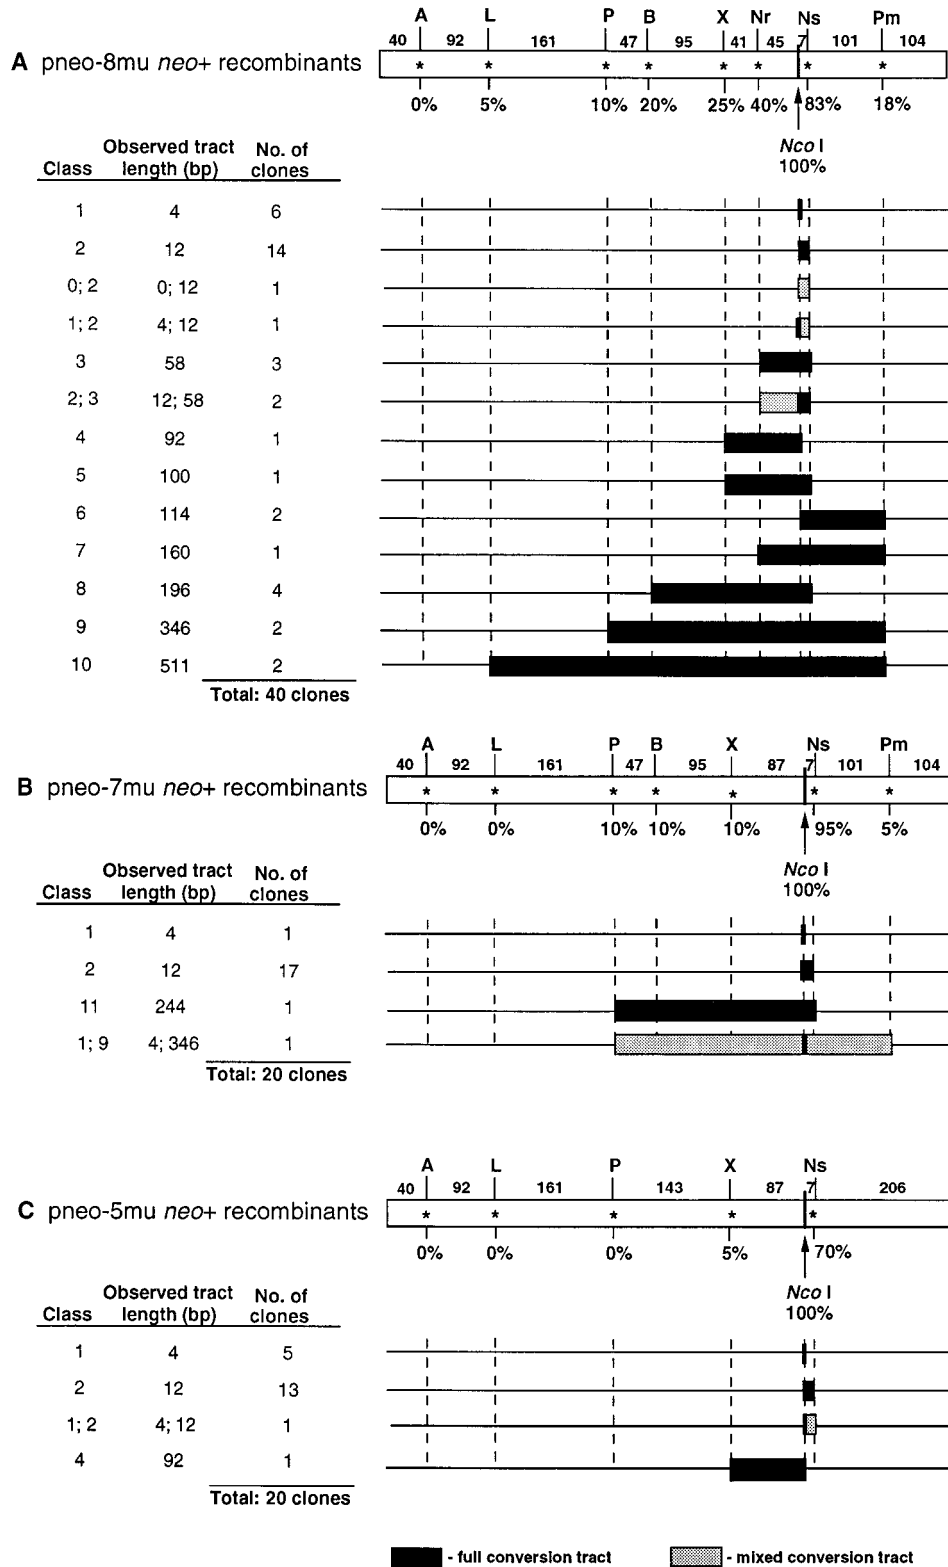 A L P B X Nr Ns Pm
40 92 161 47 95 41 45 7 101 104
A pneo-8mu neo+ recombinants
* * * * * * * *
0% 5% 10% 20% 25% 40% 83% 18%
Nco I
100%
Class Observed tract length (bp) No. of clones
1 4 6
2 12 14
0; 2 0; 12 1
1; 2 4; 12 1
3 58 3
2; 3 12; 58 2
4 92 1
5 100 1
6 114 2
7 160 1
8 196 4
9 346 2
10 511 2
Total: 40 clones
A L P B X Ns Pm
40 92 161 47 95 87 7 101 104
B pneo-7mu neo+ recombinants
* * * * * * *
0% 0% 10% 10% 10% 95% 5%
Nco I
100%
Class Observed tract length (bp) No. of clones
1 4 1
2 12 17
11 244 1
1; 9 4; 346 1
Total: 20 clones
A L P X Ns
40 92 161 143 87 7 206
C pneo-5mu neo+ recombinants
* * * * *
0% 0% 0% 5% 70%
Nco I
100%
Class Observed tract length (bp) No. of clones
1 4 5
2 12 13
1; 2 4; 12 1
4 92 1
Total: 20 clones
- full conversion tract - mixed conversion tract